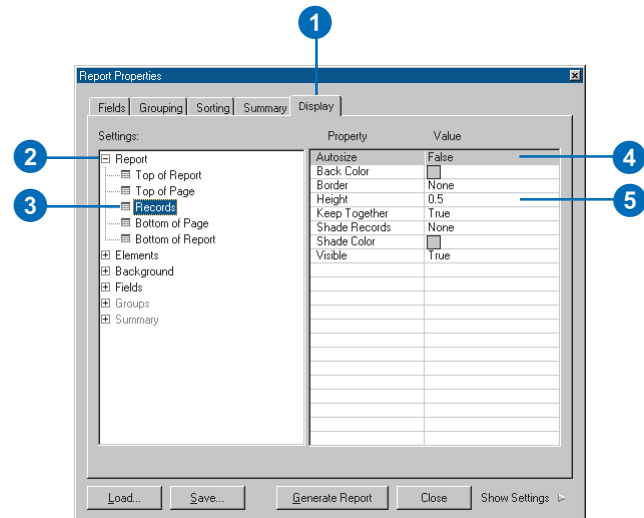 1
Report Properties
Fields Grouping Sorting Summary Display
Settings:
Property Value
2
Report
Top of Report
Top of Page
3
Records
Bottom of Page
Bottom of Report
Elements
Background
Fields
Groups
Summary
Autosize False
4
Back Color
Border None
Height 0.5
5
Keep Together True
Shade Records None
Shade Color
Visible True
Load... Save... Generate Report Close Show Settings